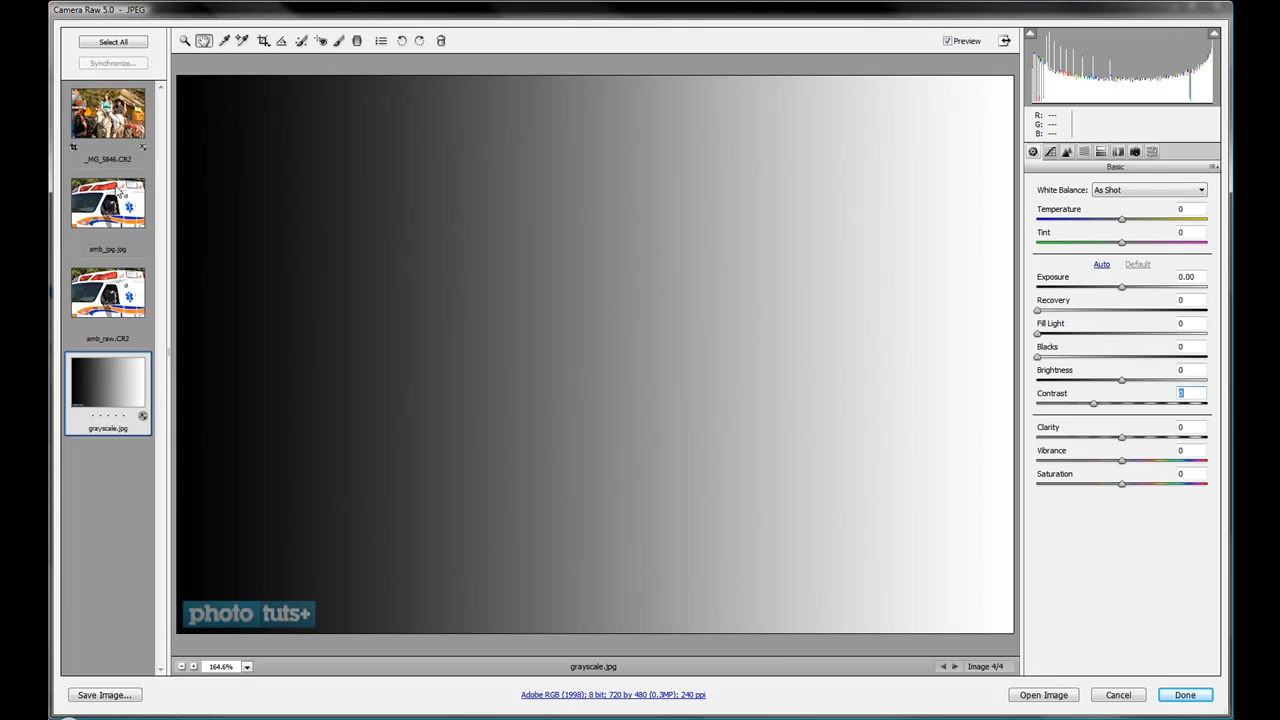 Camera Raw 5.0 - JPEG
Select All
Synchronize...
Preview
R: ---
G: ---
B: ---
_MG_5846.CR2
Basic
White Balance: As Shot
Temperature 0
Tint 0
amb_jpg.jpg
Auto Default
Exposure 0.00
Recovery 0
Fill Light 0
amb_raw.CR2
Blacks 0
Brightness 0
Contrast 0
grayscale.jpg
Clarity 0
Vibrance 0
Saturation 0
photo tuts+
164.6%
grayscale.jpg
Image 4/4
Save Image...
Adobe RGB (1998); 8 bit; 720 by 480 (0.3MP); 240 ppi
Open Image
Cancel
Done